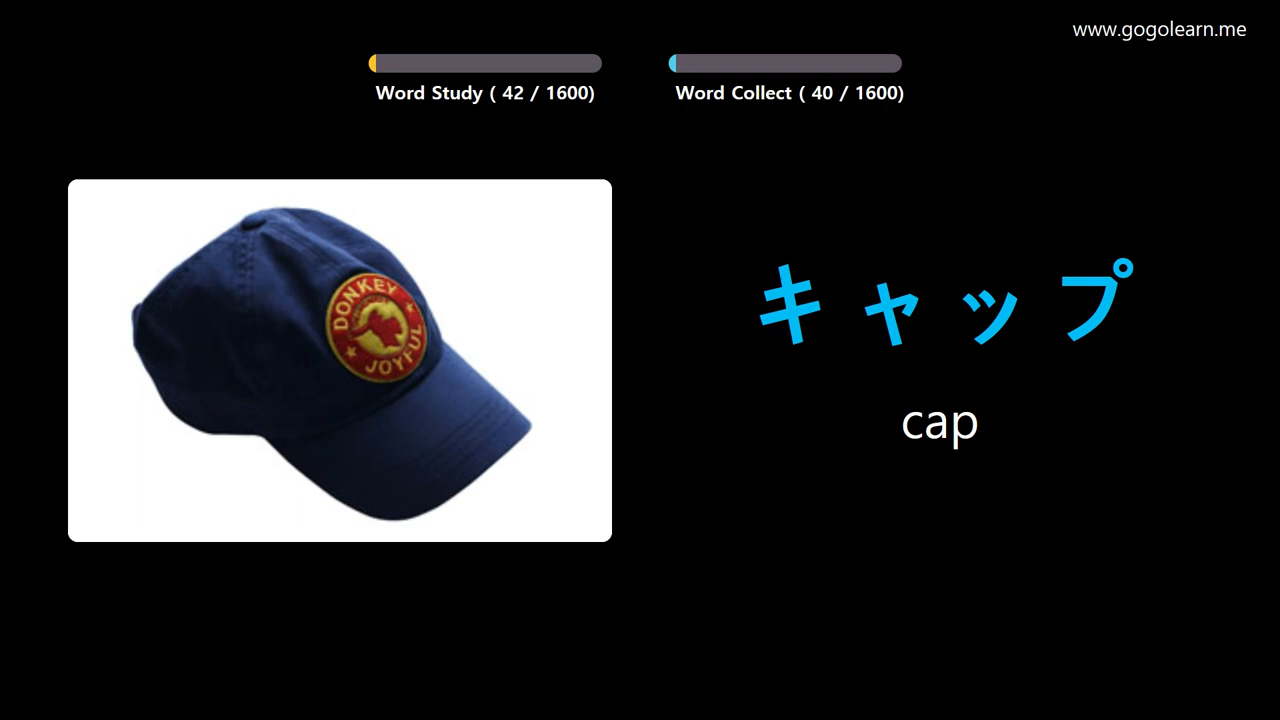 www.gogolearn.me
Word Study ( 42 / 1600)
Word Collect ( 40 / 1600)
DONKEY
JOYFUL
キャップ
cap